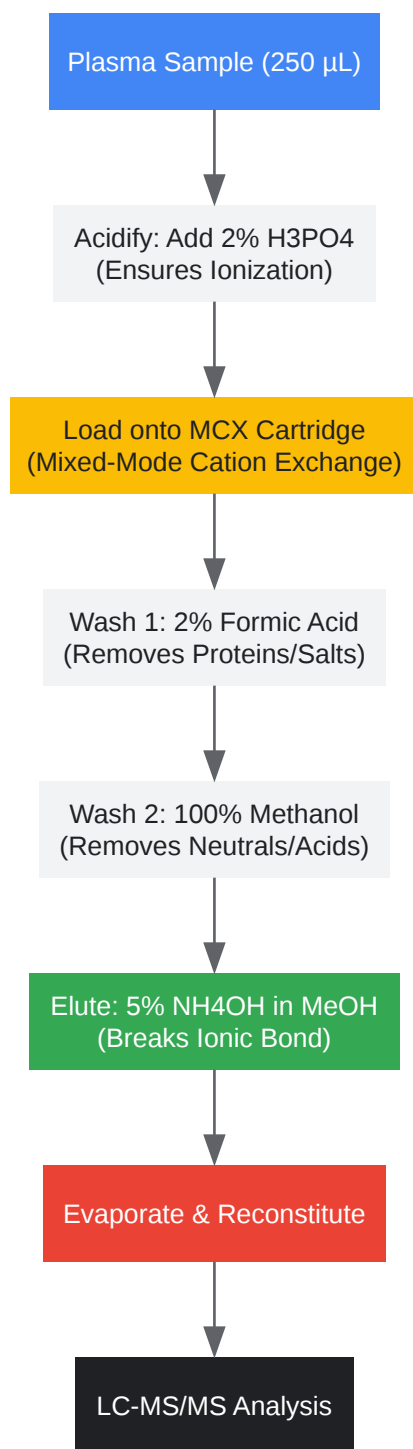 Plasma Sample (250 µL)
Acidify: Add 2% H3PO4
(Ensures Ionization)
Load onto MCX Cartridge
(Mixed-Mode Cation Exchange)
Wash 1: 2% Formic Acid
(Removes Proteins/Salts)
Wash 2: 100% Methanol
(Removes Neutrals/Acids)
Elute: 5% NH4OH in MeOH
(Breaks Ionic Bond)
Evaporate & Reconstitute
LC-MS/MS Analysis